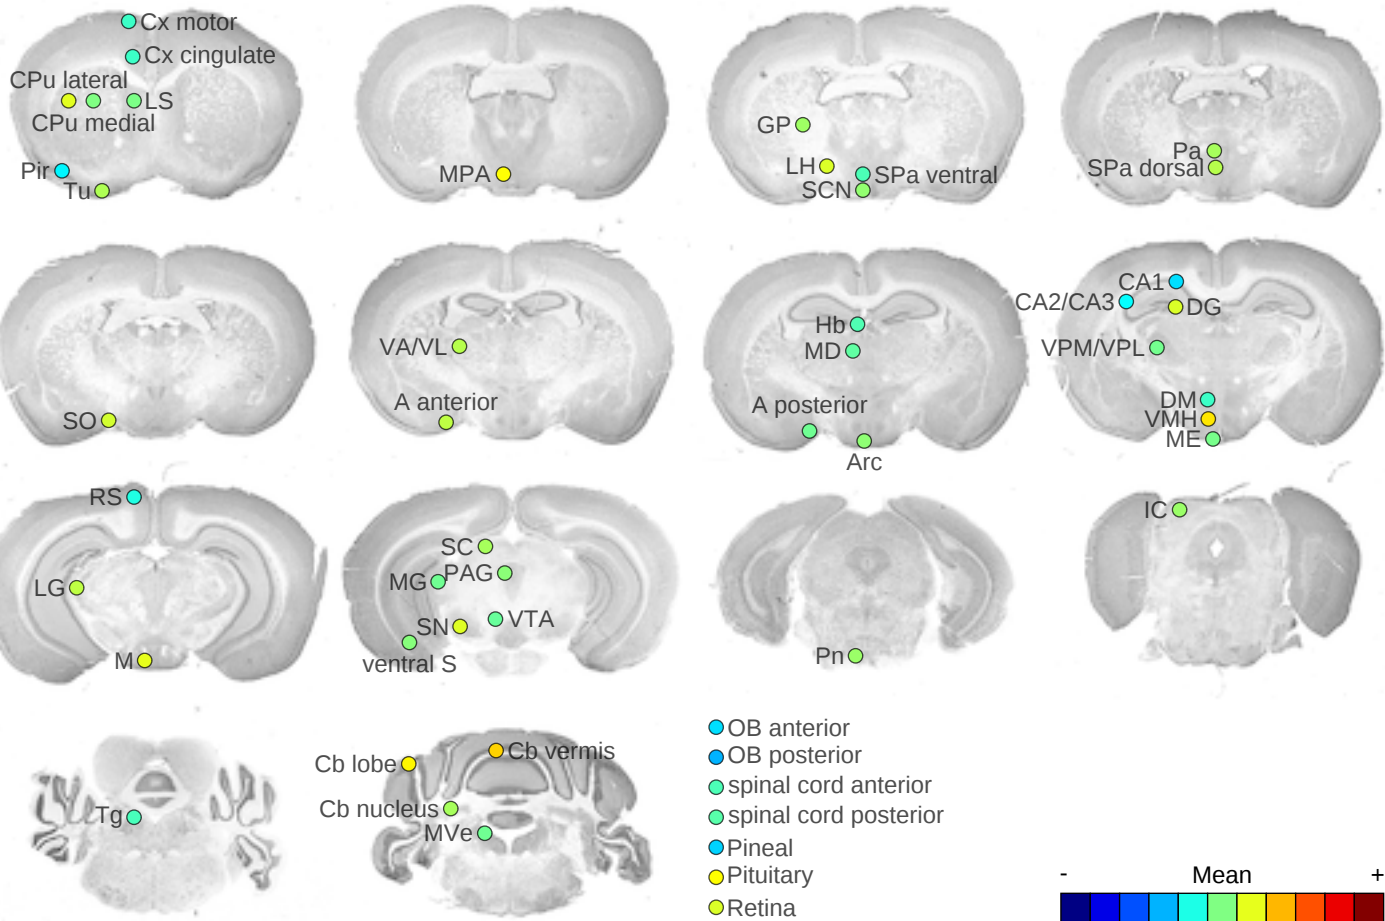 Cx motor
Cx cingulate
CPu lateral
LS
CPu medial
Pir
Tu
MPA
GP
LH
SPa ventral
SCN
Pa
SPa dorsal
SO
VA/VL
A anterior
Hb
MD
A posterior
Arc
CA1
CA2/CA3
DG
VPM/VPL
DM
VMH
ME
RS
LG
M
SC
MG
PAG
SN
VTA
ventral S
Pn
IC
Tg
Cb lobe
Cb vermis
Cb nucleus
MVe
OB anterior
OB posterior
spinal cord anterior
spinal cord posterior
Pineal
Pituitary
Retina
- Mean +